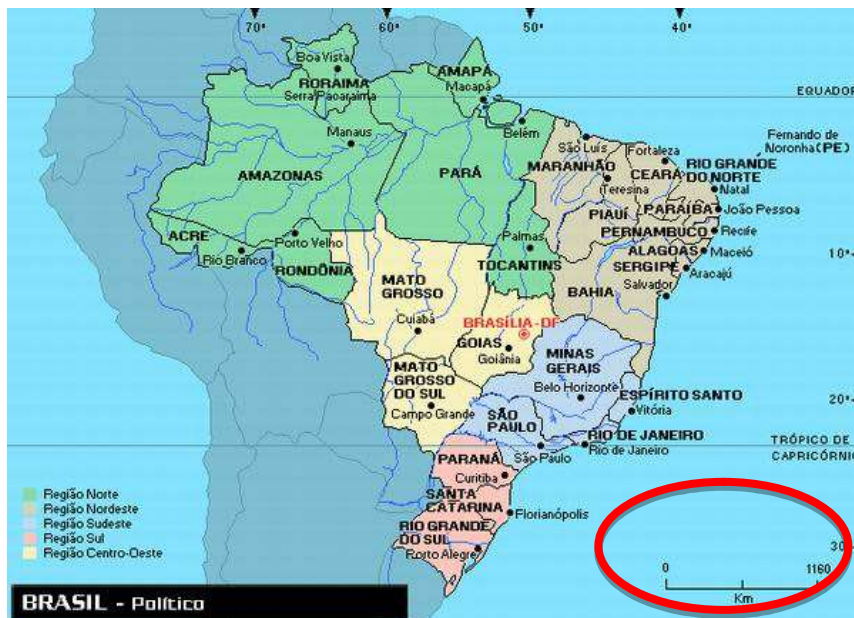 70°
60°
50°
40°
Boa Vista
RORAIMA
Serra Pacaraima
AMAPÁ
Macapá
EQUADOR
Manaus
Belém
São Luís
Fortaleza
Fernando de
Noronha(PE)
AMAZONAS
PARÁ
MARANHÃO
Teresina
CEARÁ
RIO GRANDE
DO NORTE
Natal
PIAUÍ
PARAÍBA
João Pessoa
PERNAMBUCO
Recife
ACRE
Rio Branco
Porto Velho
RONDÔNIA
Palmas
TOCANTINS
ALAGOAS
Maceió
SERGIPE
Aracajú
10°
MATO
GROSSO
Cuiabá
BAHIA
Salvador
BRASÍLIA-DF
GOIAS
Goiânia
MINAS
GERAIS
Belo Horizonte
MATO
GROSSO
DO SUL
Campo Grande
ESPÍRITO SANTO
Vitória
20°
SÃO
PAULO
São Paulo
RIO DE JANEIRO
Rio de Janeiro
TRÓPICO DE
CAPRICÓRNIO
PARANÁ
Curitiba
SANTA
CATARINA
Florianópolis
RIO GRANDE
DO SUL
Porto Alegre
Região Norte
Região Nordeste
Região Sudeste
Região Sul
Região Centro-Oeste
30
0
1160
Km
BRASIL - Político